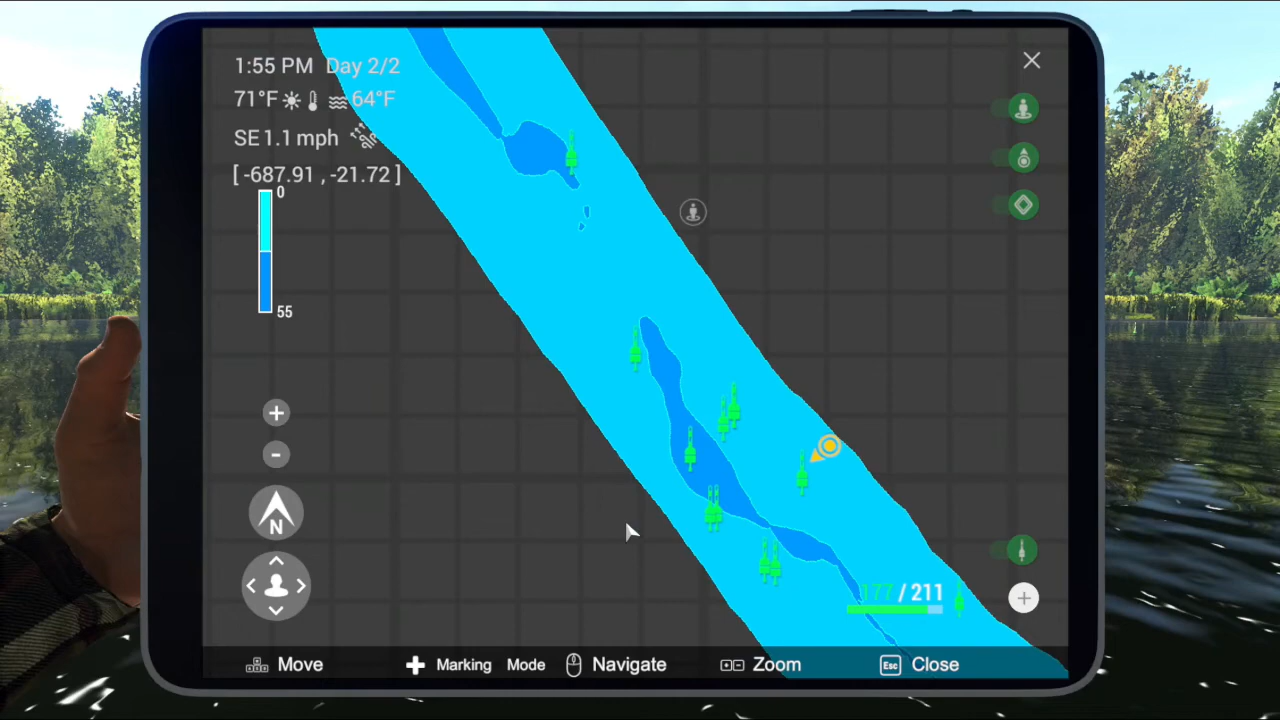 1:55 PM Day 2/2
71°F 64°F
SE 1.1 mph
[ -687.91 , -21.72 ]
0
55
+
-
N
177 / 211
Move
Marking Mode
Navigate
Zoom
Esc Close